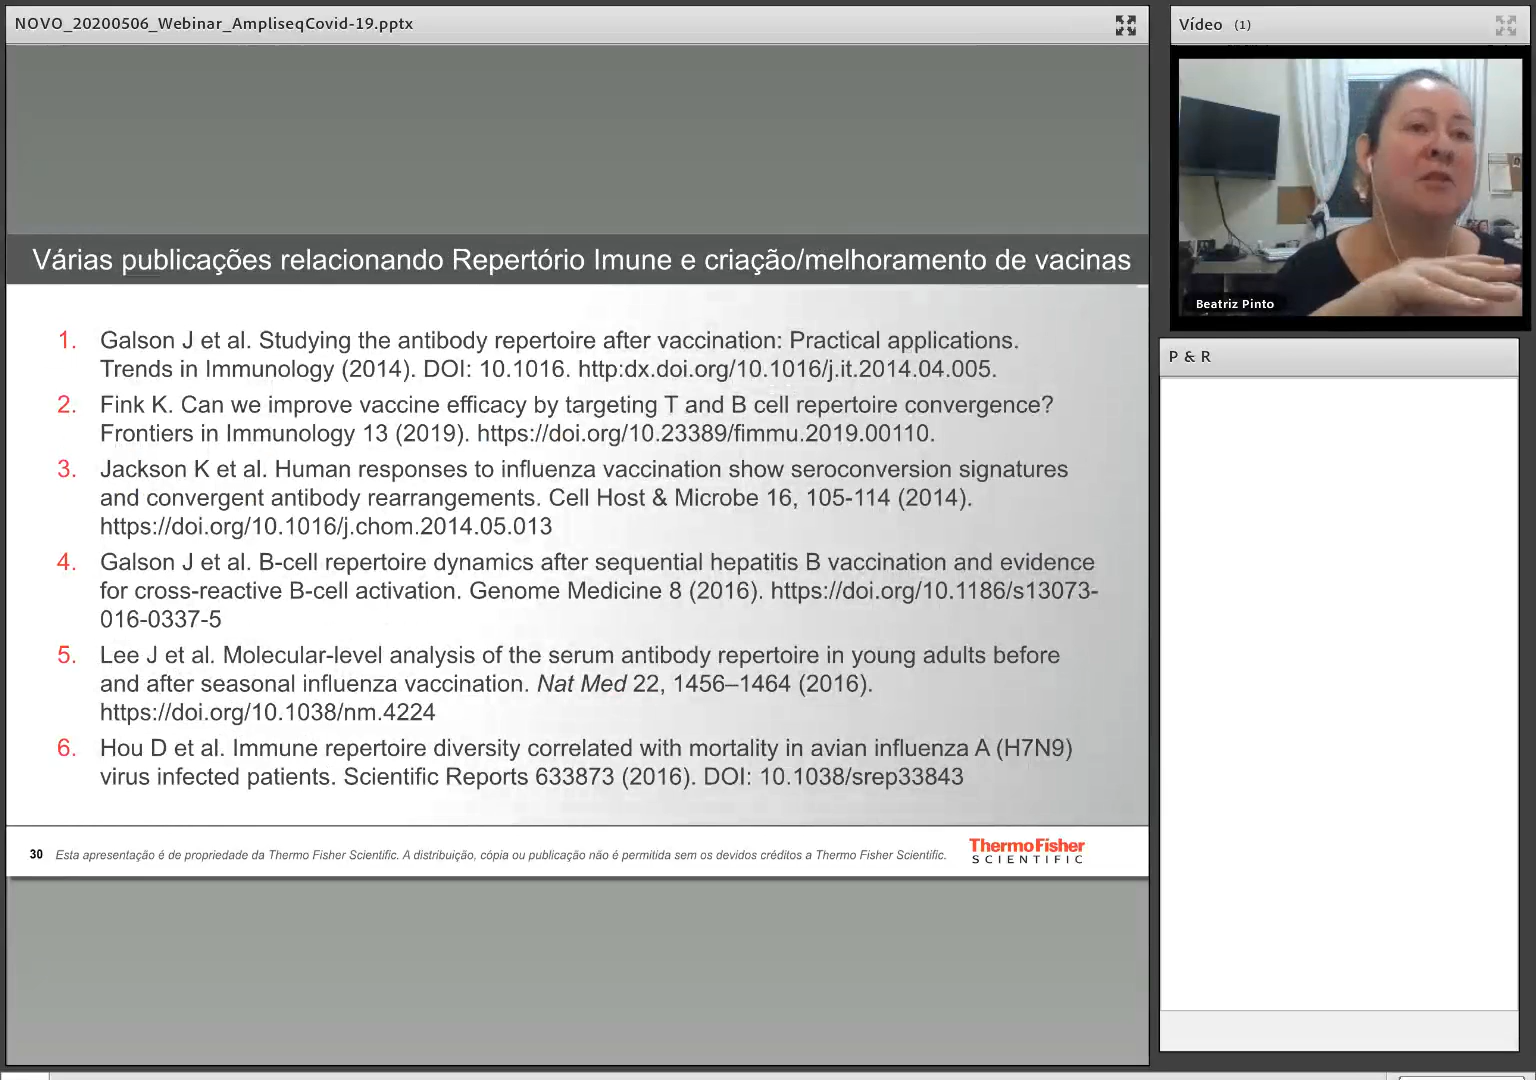 NOVO_20200506_Webinar_AmpliseqCovid-19.pptx
Vídeo (1)
Beatriz Pinto
P & R
Várias publicações relacionando Repertório Imune e criação/melhoramento de vacinas
1. Galson J et al. Studying the antibody repertoire after vaccination: Practical applications.
Trends in Immunology (2014). DOI: 10.1016. http:dx.doi.org/10.1016/j.it.2014.04.005.
2. Fink K. Can we improve vaccine efficacy by targeting T and B cell repertoire convergence?
Frontiers in Immunology 13 (2019). https://doi.org/10.23389/fimmu.2019.00110.
3. Jackson K et al. Human responses to influenza vaccination show seroconversion signatures
and convergent antibody rearrangements. Cell Host & Microbe 16, 105-114 (2014).
https://doi.org/10.1016/j.chom.2014.05.013
4. Galson J et al. B-cell repertoire dynamics after sequential hepatitis B vaccination and evidence
for cross-reactive B-cell activation. Genome Medicine 8 (2016). https://doi.org/10.1186/s13073-
016-0337-5
5. Lee J et al. Molecular-level analysis of the serum antibody repertoire in young adults before
and after seasonal influenza vaccination. Nat Med 22, 1456–1464 (2016).
https://doi.org/10.1038/nm.4224
6. Hou D et al. Immune repertoire diversity correlated with mortality in avian influenza A (H7N9)
virus infected patients. Scientific Reports 633873 (2016). DOI: 10.1038/srep33843
30 Esta apresentação é de propriedade da Thermo Fisher Scientific. A distribuição, cópia ou publicação não é permitida sem os devidos créditos a Thermo Fisher Scientific.
ThermoFisher
SCIENTIFIC